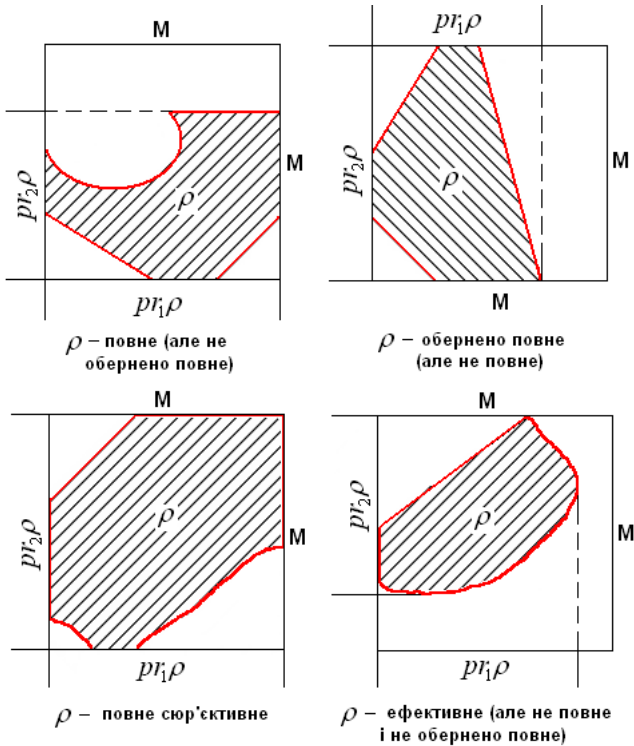 M
M
pr₂ρ
ρ
pr₁ρ
ρ – повне (але не
обернено повне)
M
pr₁ρ
M
pr₂ρ
ρ
ρ – обернено повне
(але не повне)
M
M
pr₂ρ
ρ
pr₁ρ
ρ – повне сюр'єктивне
M
M
pr₂ρ
ρ
pr₁ρ
ρ – ефективне (але не повне
і не обернено повне)